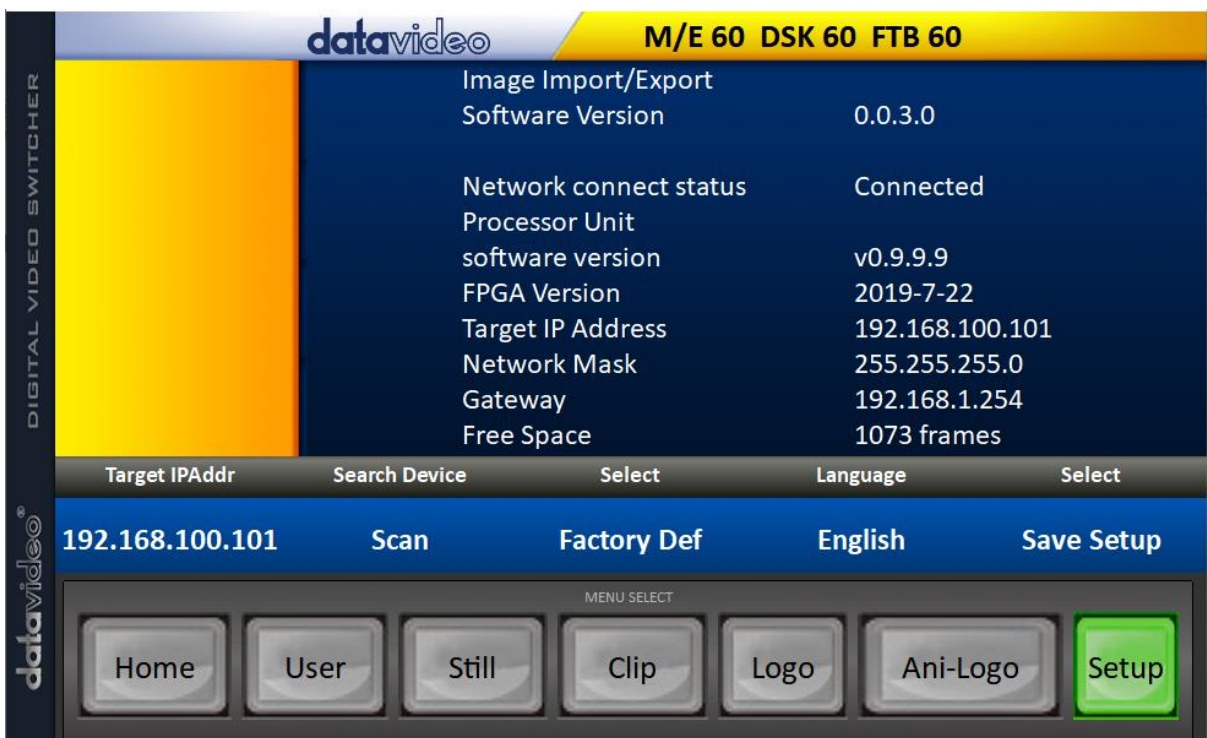 datavideo
M/E 60 DSK 60 FTB 60
DIGITAL VIDEO SWITCHER
datavideo®
Image Import/Export
Software Version 0.0.3.0
Network connect status Connected
Processor Unit
software version v0.9.9.9
FPGA Version 2019-7-22
Target IP Address 192.168.100.101
Network Mask 255.255.255.0
Gateway 192.168.1.254
Free Space 1073 frames
Target IPAddr Search Device Select Language Select
192.168.100.101 Scan Factory Def English Save Setup
MENU SELECT
Home User Still Clip Logo Ani-Logo Setup